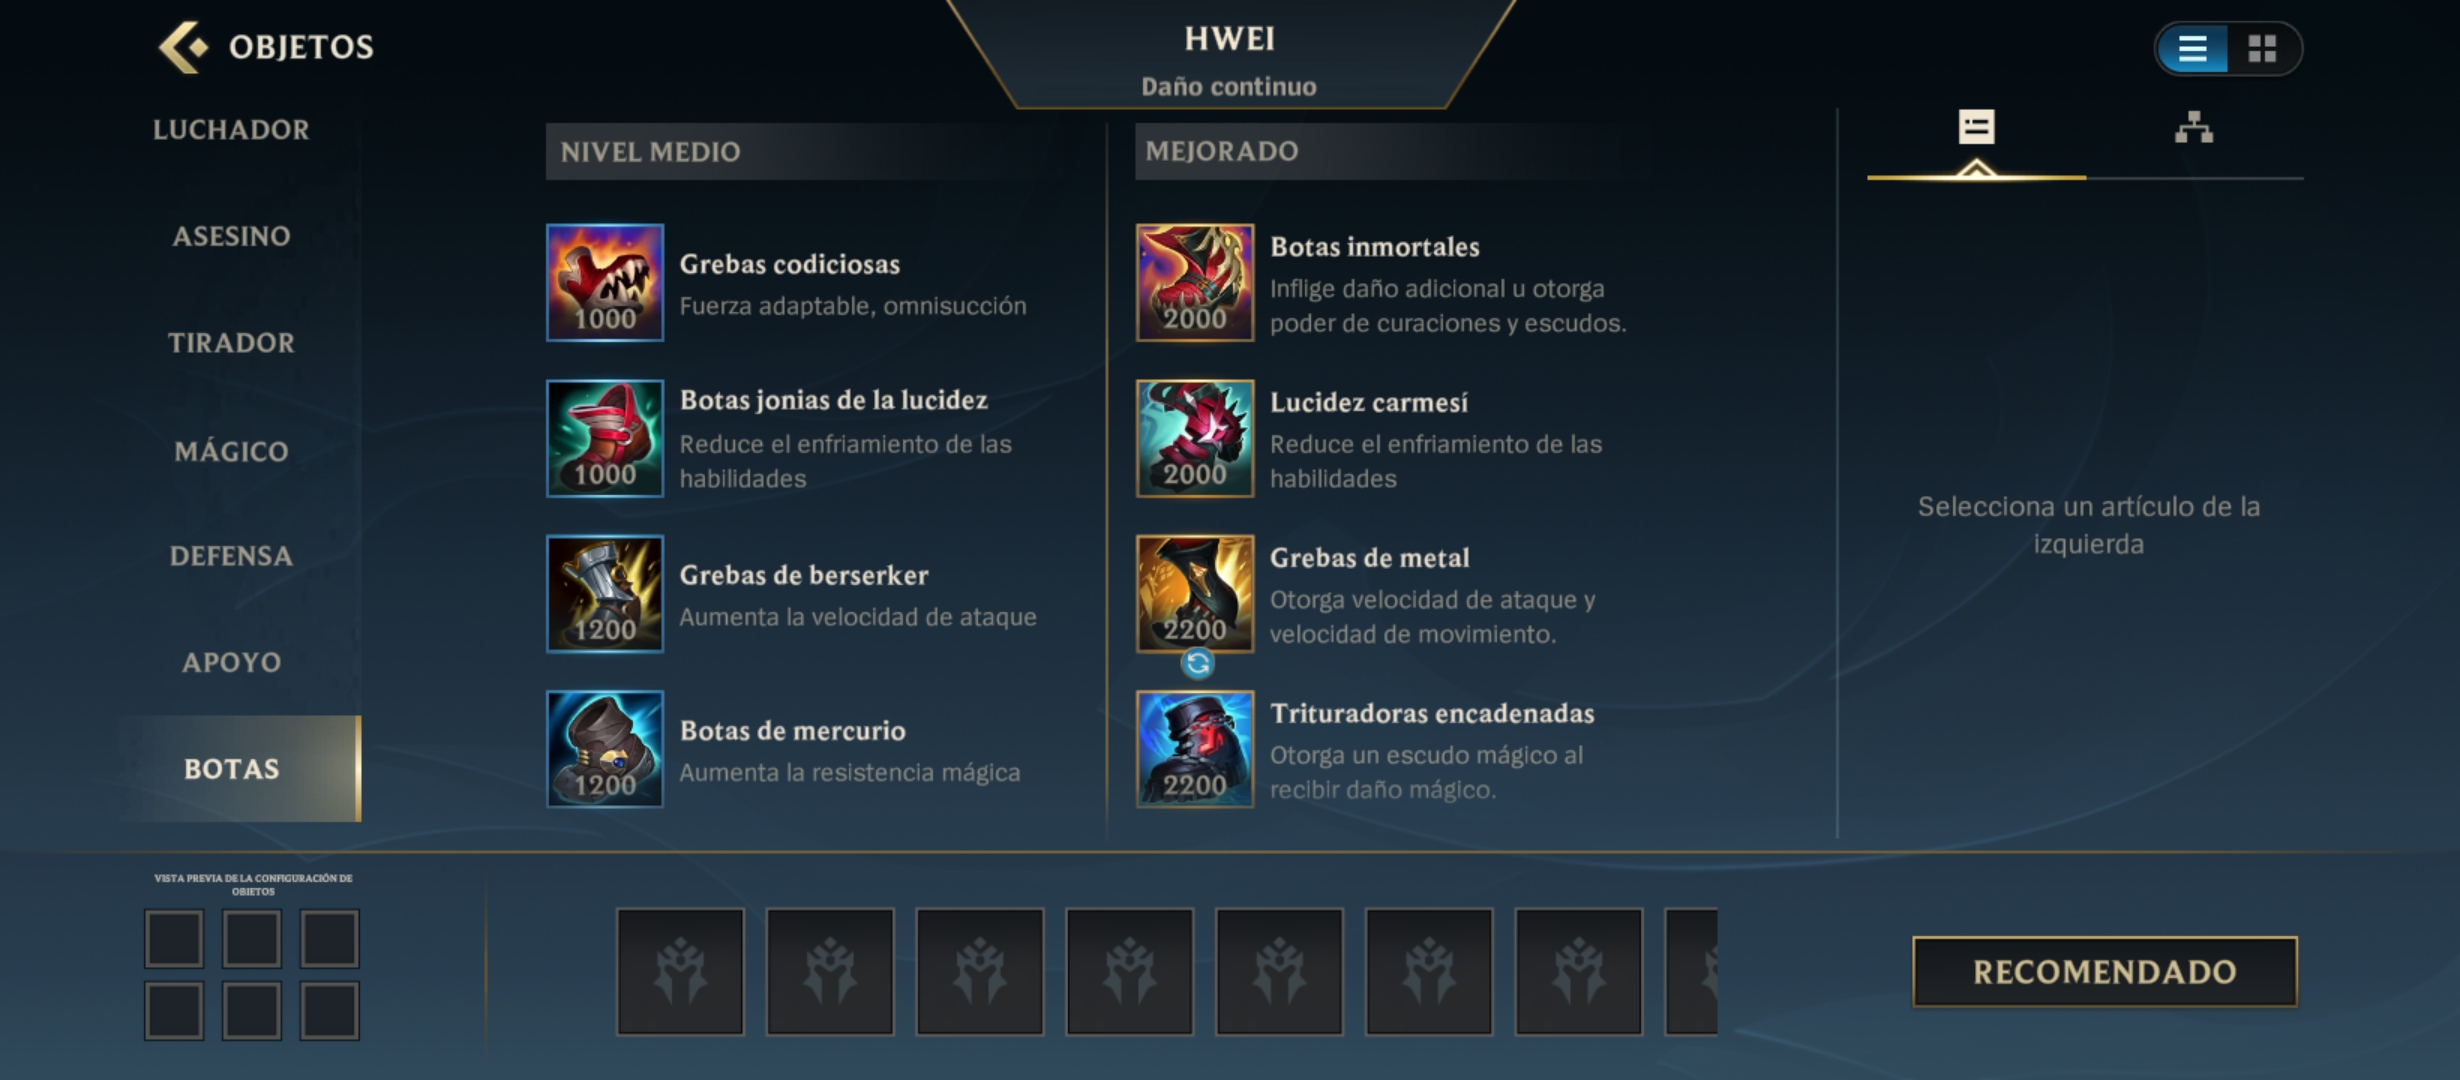 OBJETOS
HWEI
Daño continuo
LUCHADOR
ASESINO
TIRADOR
MÁGICO
DEFENSA
APOYO
BOTAS
NIVEL MEDIO
1000
Grebas codiciosas
Fuerza adaptable, omnisucción
1000
Botas jonias de la lucidez
Reduce el enfriamiento de las
habilidades
1200
Grebas de berserker
Aumenta la velocidad de ataque
1200
Botas de mercurio
Aumenta la resistencia mágica
MEJORADO
2000
Botas inmortales
Inflige daño adicional u otorga
poder de curaciones y escudos.
2000
Lucidez carmesí
Reduce el enfriamiento de las
habilidades
2200
Grebas de metal
Otorga velocidad de ataque y
velocidad de movimiento.
2200
Trituradoras encadenadas
Otorga un escudo mágico al
recibir daño mágico.
Selecciona un artículo de la
izquierda
VISTA PREVIA DE LA CONFIGURACIÓN DE
OBJETOS
RECOMENDADO